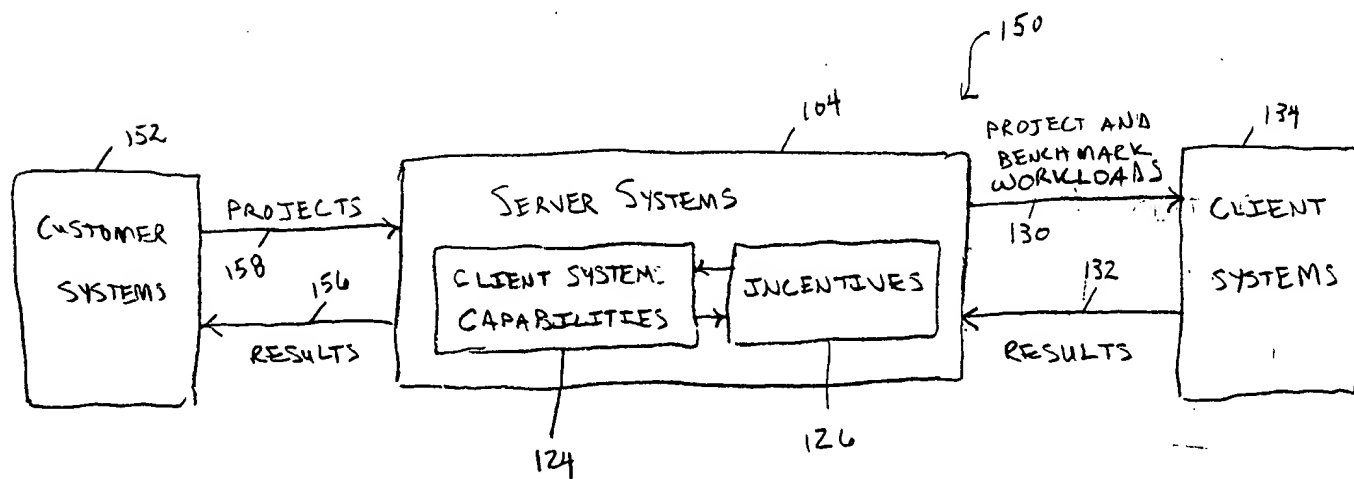 150
152
CUSTOMER
SYSTEMS
PROJECTS
158
156
RESULTS
104
SERVER SYSTEMS
CLIENT SYSTEM
CAPABILITIES
124
INCENTIVES
126
PROJECT AND
BENCHMARK
WORKLOADS
130
132
RESULTS
134
CLIENT
SYSTEMS